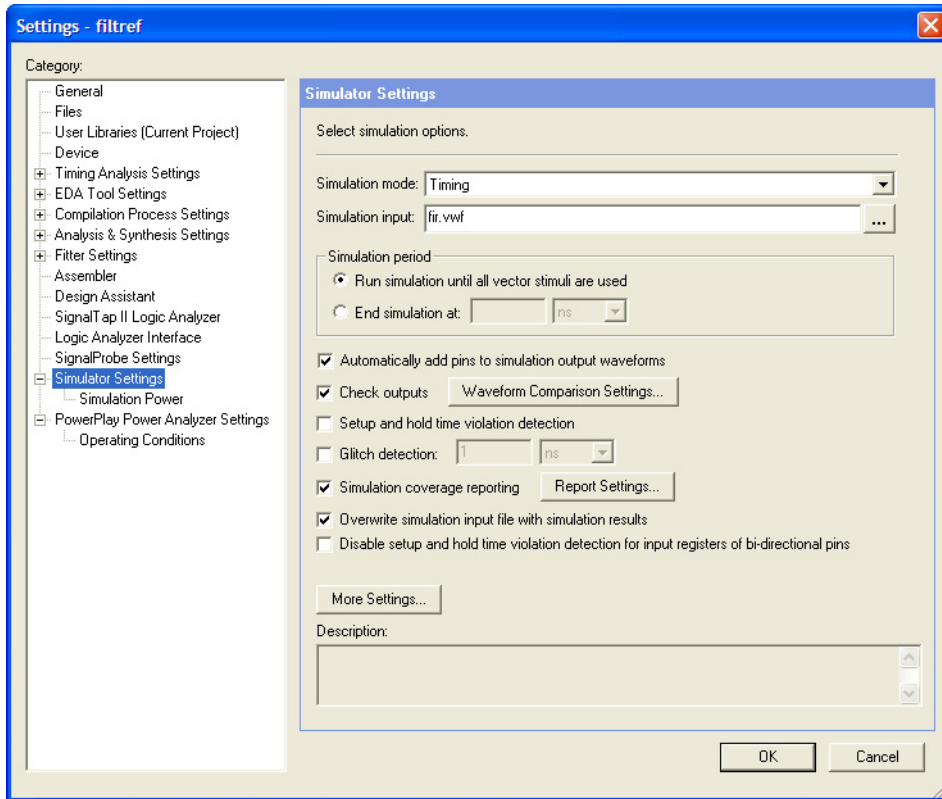 Settings - filtref
Category:
General
Files
User Libraries (Current Project)
Device
Timing Analysis Settings
EDA Tool Settings
Compilation Process Settings
Analysis & Synthesis Settings
Fitter Settings
Assembler
Design Assistant
SignalTap II Logic Analyzer
Logic Analyzer Interface
SignalProbe Settings
Simulator Settings
Simulation Power
PowerPlay Power Analyzer Settings
Operating Conditions
Simulator Settings
Select simulation options.
Simulation mode: Timing
Simulation input: fir.vwf ...
Simulation period
Run simulation until all vector stimuli are used
End simulation at: ns
Automatically add pins to simulation output waveforms
Check outputs Waveform Comparison Settings...
Setup and hold time violation detection
Glitch detection: 1 ns
Simulation coverage reporting Report Settings...
Overwrite simulation input file with simulation results
Disable setup and hold time violation detection for input registers of bi-directional pins
More Settings...
Description:
OK Cancel